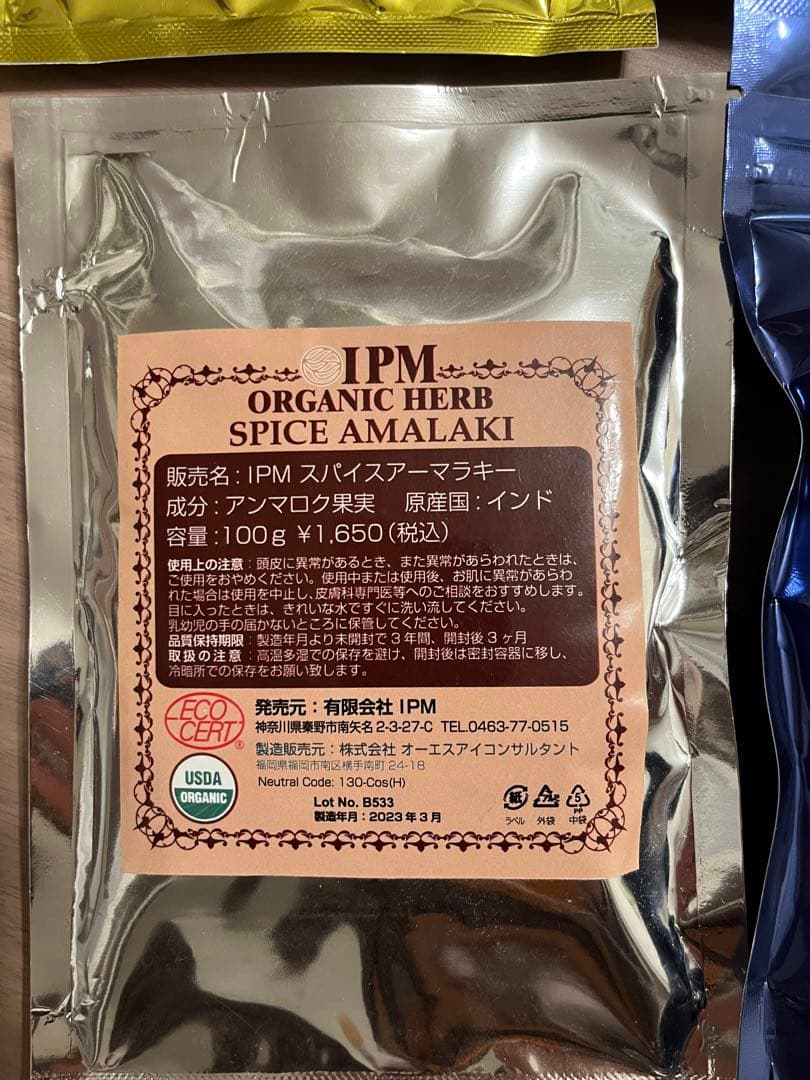 IPM
ORGANIC HERB
SPICE AMALAKI
販売名:IPM スパイスアーマラキー
成分:アンマロク果実 原産国:インド
容量:100g ¥1,650(税込)
使用上の注意:頭皮に異常があるとき、また異常があらわれたときは、
ご使用をおやめください。使用中または使用後、お肌に異常があらわ
れた場合は使用を中止し、皮膚科専門医等へのご相談をおすすめします。
目に入ったときは、きれいな水ですぐに洗い流してください。
乳幼児の手の届かないところに保管してください。
品質保持期限:製造年月より未開封で3年間、開封後3ヶ月
取扱の注意:高温多湿での保存を避け、開封後は密封容器に移し、
冷暗所での保存をお願い致します。
ECO
CERT®
発売元:有限会社IPM
神奈川県秦野市南矢名2-3-27-C TEL.0463-77-0515
製造販売元:株式会社 オーエスアイコンサルタント
福岡県福岡市南区横手南町24-18
USDA
ORGANIC
Neutral Code: 130-Cos(H)
Lot No. B533
製造年月:2023年3月
紙
アルミ
5
PP
ラベル 外袋 中袋